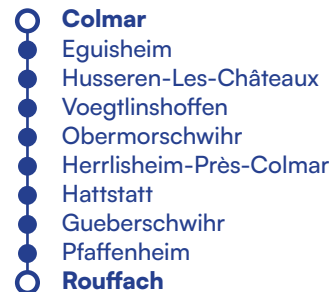 Colmar
Eguisheim
Husseren-Les-Châteaux
Voegtlinshoffen
Obermorschwihr
Herrlisheim-Près-Colmar
Hattstatt
Gueberschwihr
Pfaffenheim
Rouffach